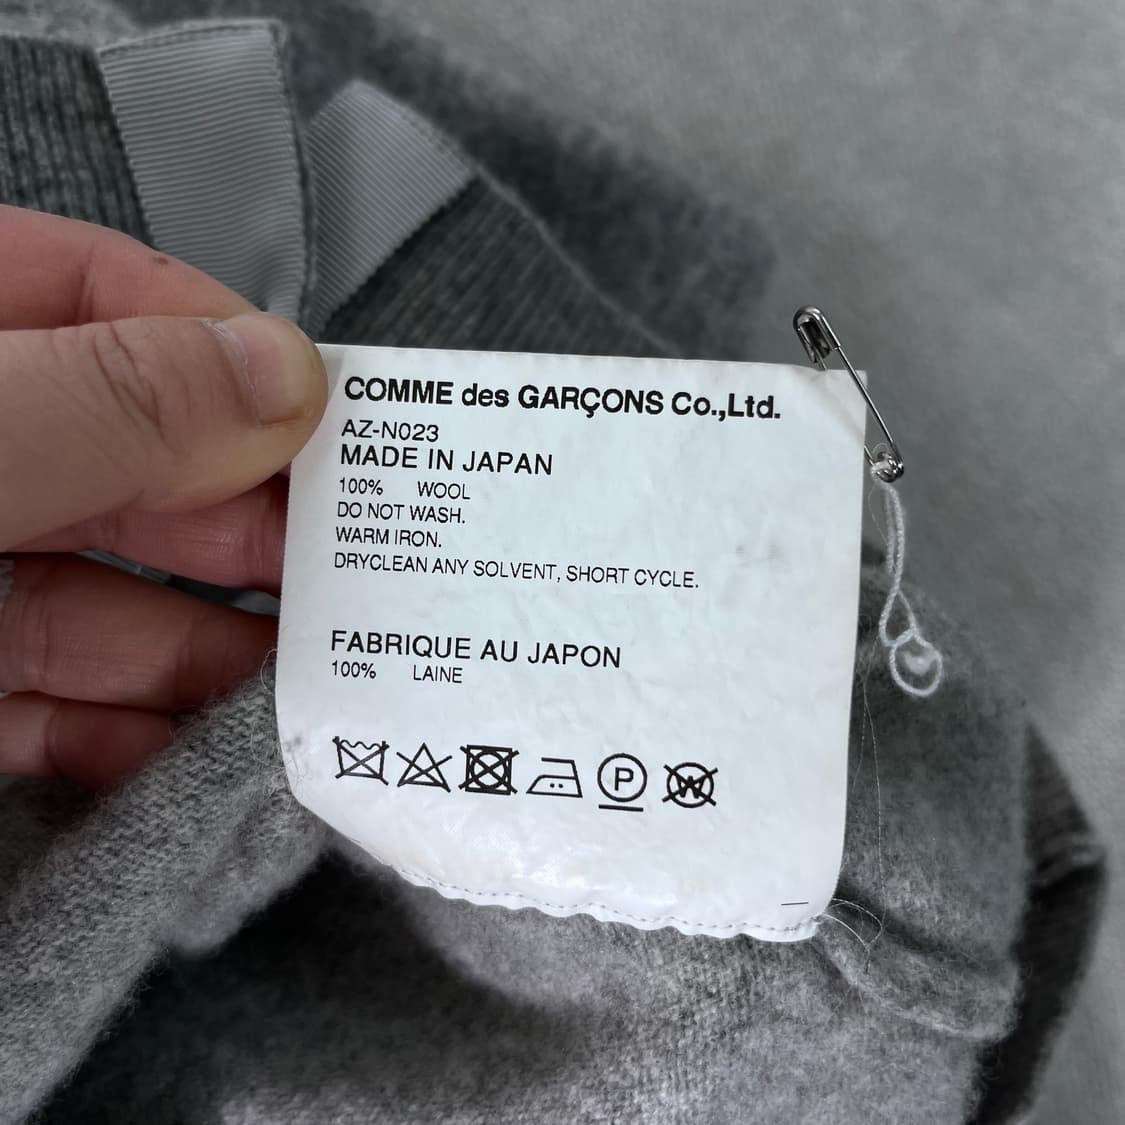 COMME des GARÇONS Co.,Ltd.
AZ-N023
MADE IN JAPAN
100% WOOL
DO NOT WASH.
WARM IRON.
DRYCLEAN ANY SOLVENT, SHORT CYCLE.
FABRIQUE AU JAPON
100% LAINE
P
W